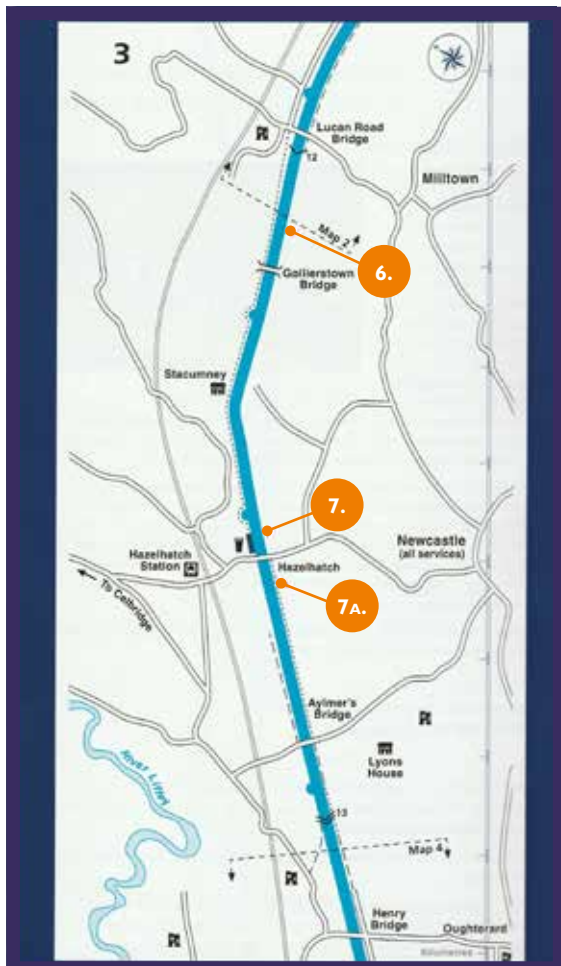 3
Lucan Road
Bridge
12
Milltown
Map 2
6.
Gollierstown
Bridge
Stacumney
7.
Newcastle
(all services)
Hazelhatch
Station
Hazelhatch
To Celbridge
7A.
Aylmer's
Bridge
River Liffey
Lyons
House
13
Map 4
Henry
Bridge
Oughterard
Kilometres